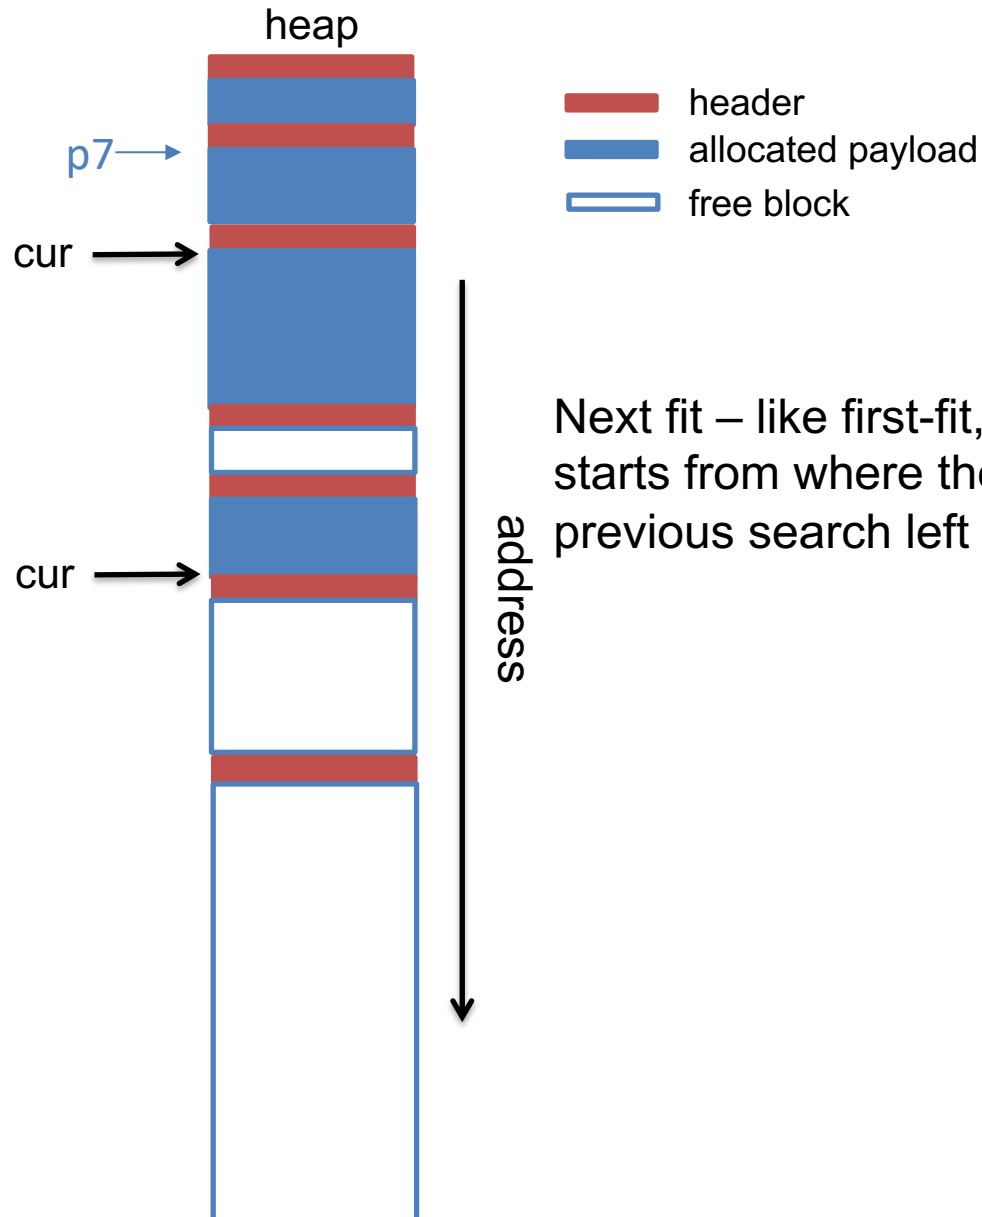 heap
header
allocated payload
free block
p7
cur
Next fit – like first-fit,
starts from where the
previous search left
address
cur